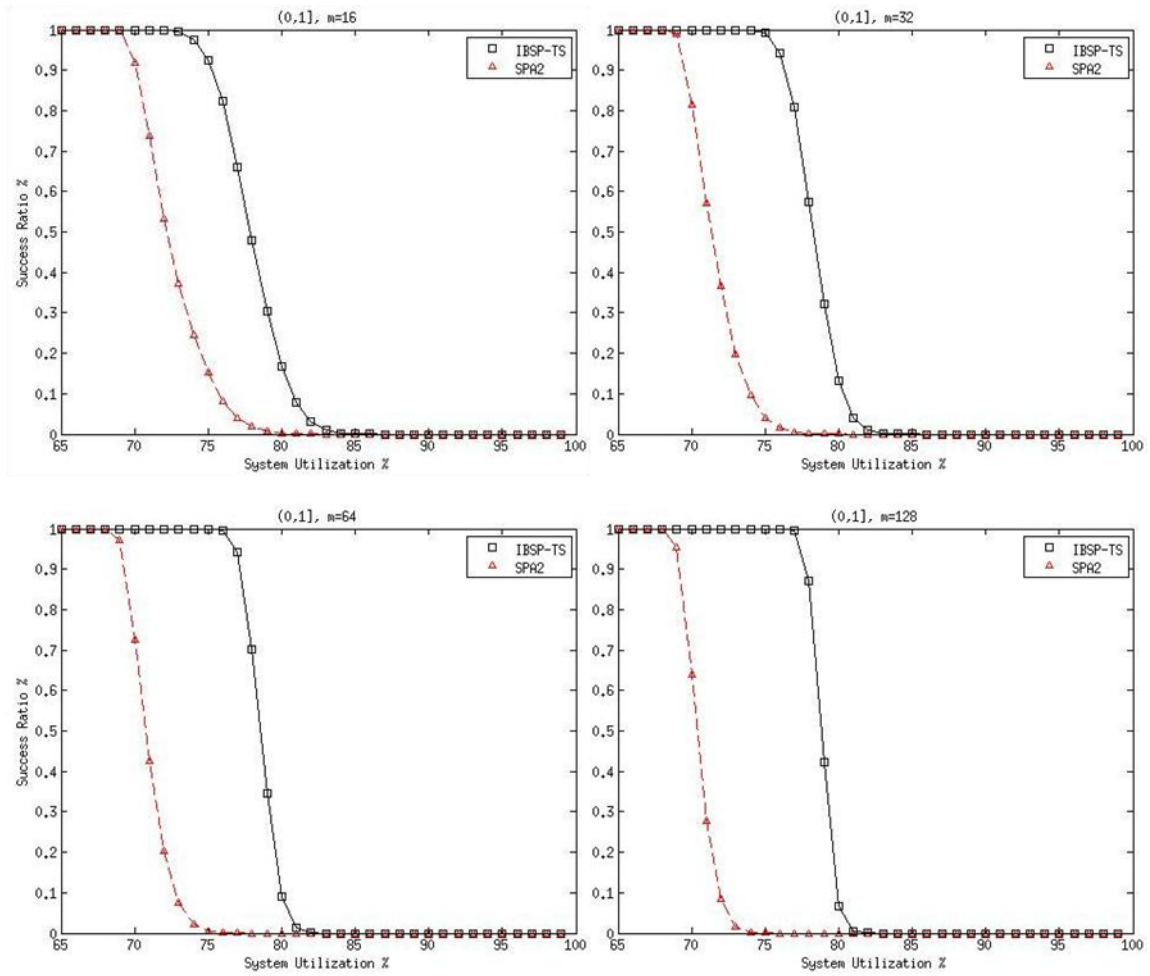 (0,1], m=16
IBSP-TS
SPA2
Success Ratio %
1
0.9
0.8
0.7
0.6
0.5
0.4
0.3
0.2
0.1
0
65 70 75 80 85 90 95 100
System Utilization %
(0,1], m=32
IBSP-TS
SPA2
1
0.9
0.8
0.7
0.6
0.5
0.4
0.3
0.2
0.1
0
65 70 75 80 85 90 95 100
System Utilization %
(0,1], m=64
IBSP-TS
SPA2
Success Ratio %
1
0.9
0.8
0.7
0.6
0.5
0.4
0.3
0.2
0.1
0
65 70 75 80 85 90 95 100
System Utilization %
(0,1], m=128
IBSP-TS
SPA2
1
0.9
0.8
0.7
0.6
0.5
0.4
0.3
0.2
0.1
0
65 70 75 80 85 90 95 100
System Utilization %